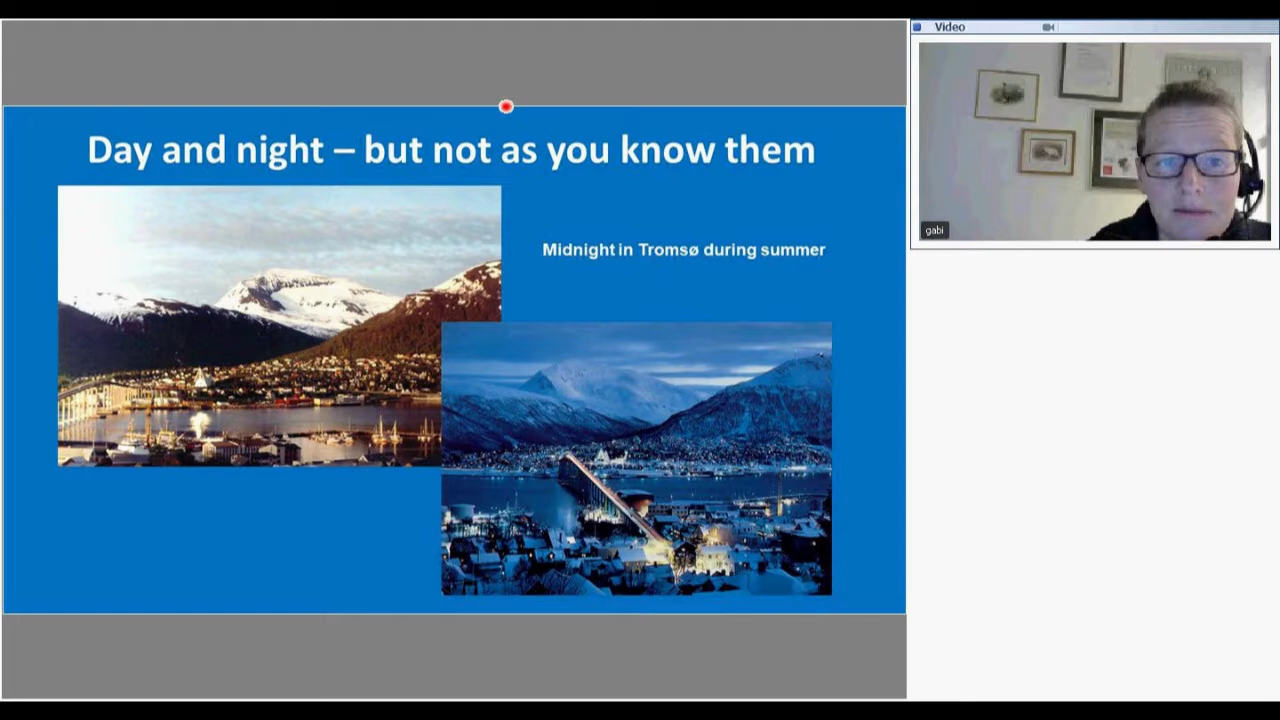 Video
Day and night – but not as you know them
Midnight in Tromsø during summer
gabi